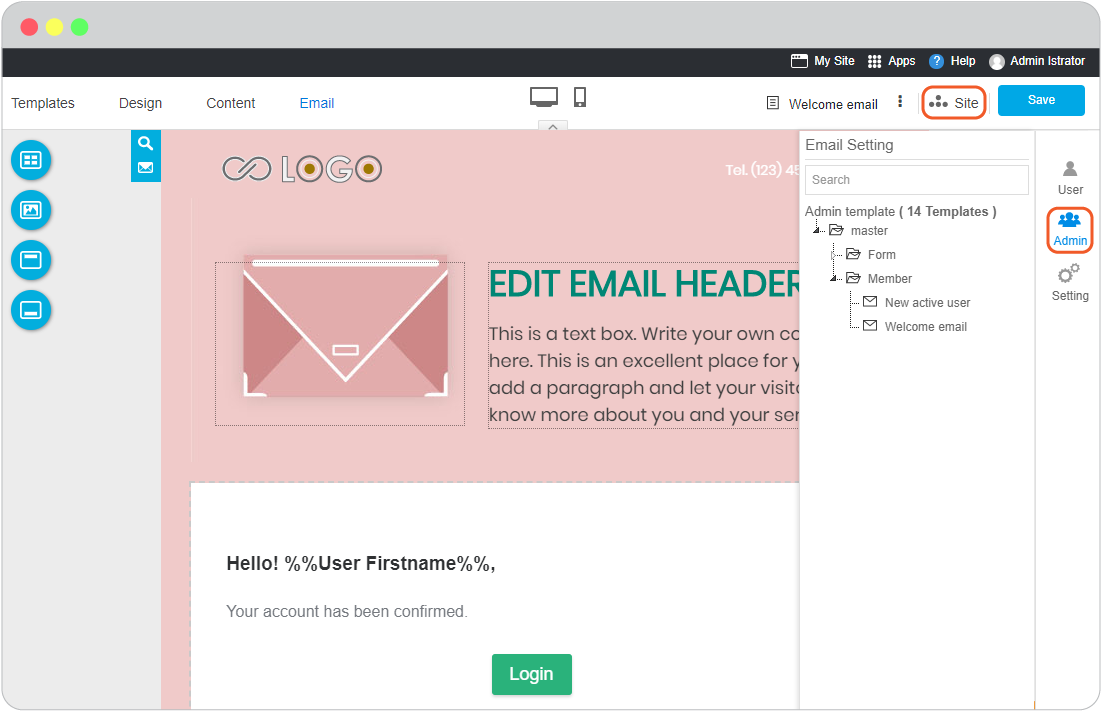 My Site
Apps
? Help
Admin Istrator
Templates
Design
Content
Email
Welcome email
Site
Save
LOGO
Tel. (123) 45
EDIT EMAIL HEADER
This is a text box. Write your own co
here. This is an excellent place for y
add a paragraph and let your visito
know more about you and your ser
Hello! %%User Firstname%%,
Your account has been confirmed.
Login
Email Setting
Search
Admin template ( 14 Templates )
master
Form
Member
New active user
Welcome email
User
Admin
Setting